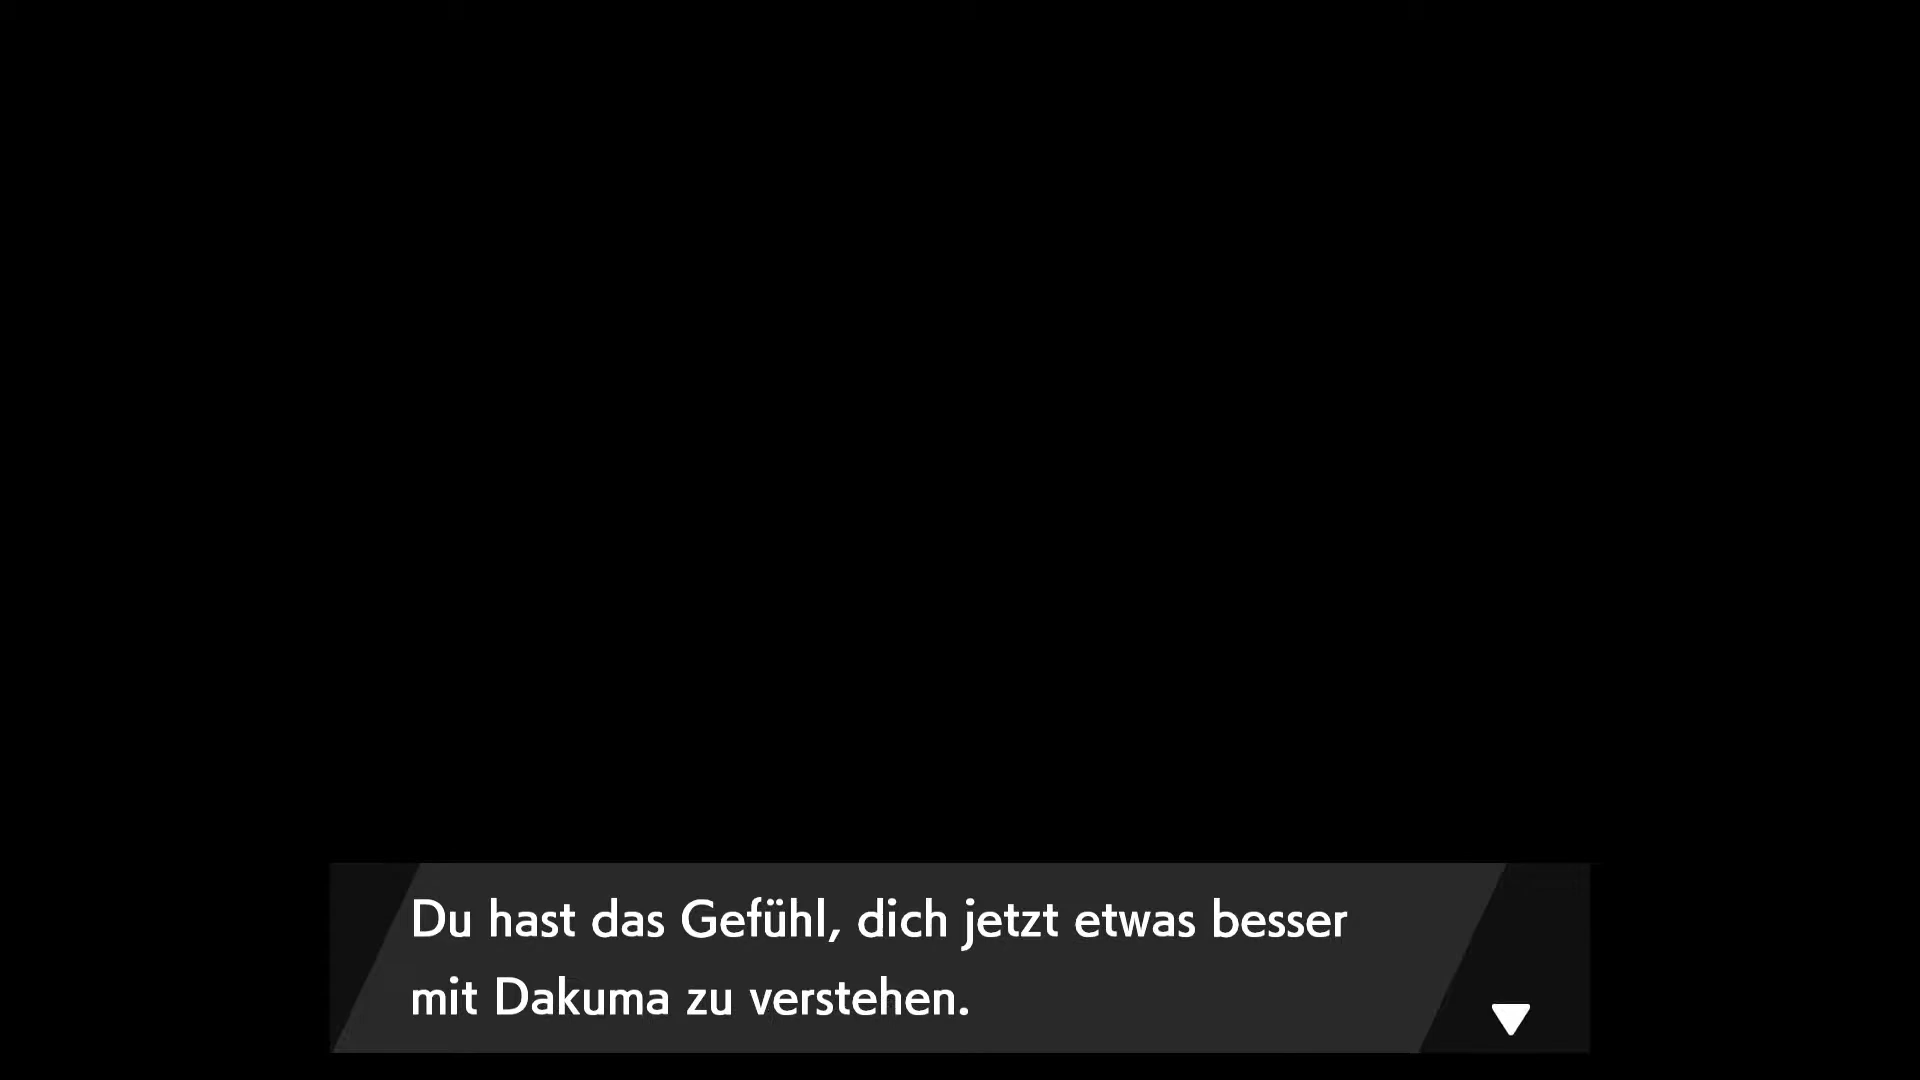 Du hast das Gefühl, dich jetzt etwas besser
mit Dakuma zu verstehen.